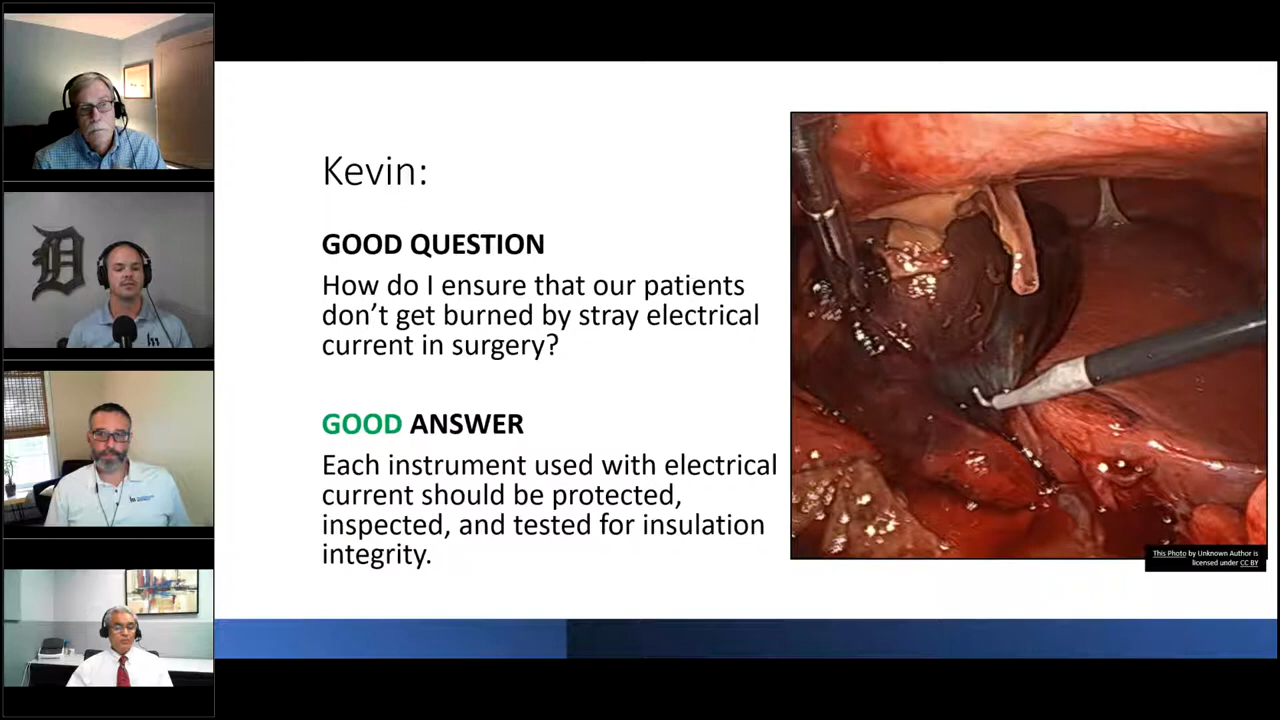 Kevin:
GOOD QUESTION
How do I ensure that our patients
don’t get burned by stray electrical
current in surgery?
GOOD ANSWER
Each instrument used with electrical
current should be protected,
inspected, and tested for insulation
integrity.
This Photo by Unknown Author is
licensed under CC BY